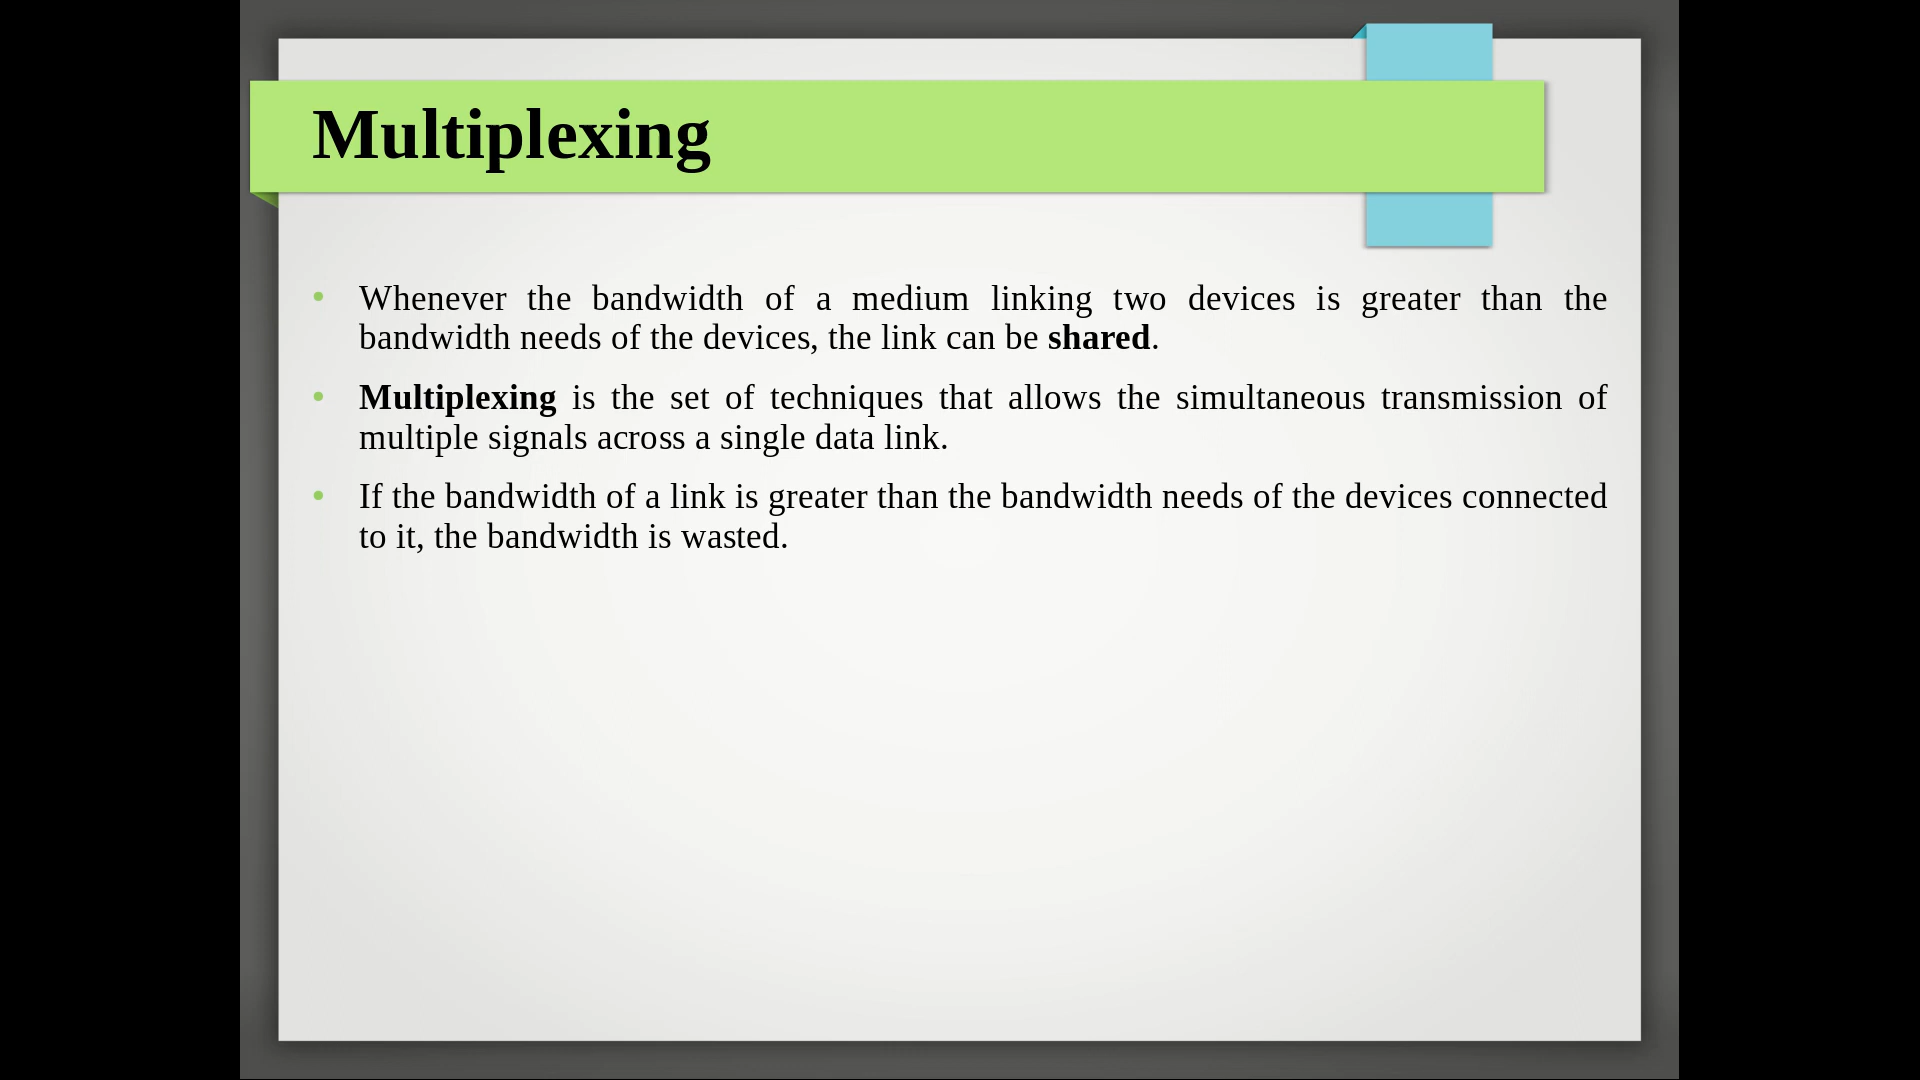 Multiplexing
• Whenever the bandwidth of a medium linking two devices is greater than the
bandwidth needs of the devices, the link can be shared.
• Multiplexing is the set of techniques that allows the simultaneous transmission of
multiple signals across a single data link.
• If the bandwidth of a link is greater than the bandwidth needs of the devices connected
to it, the bandwidth is wasted.